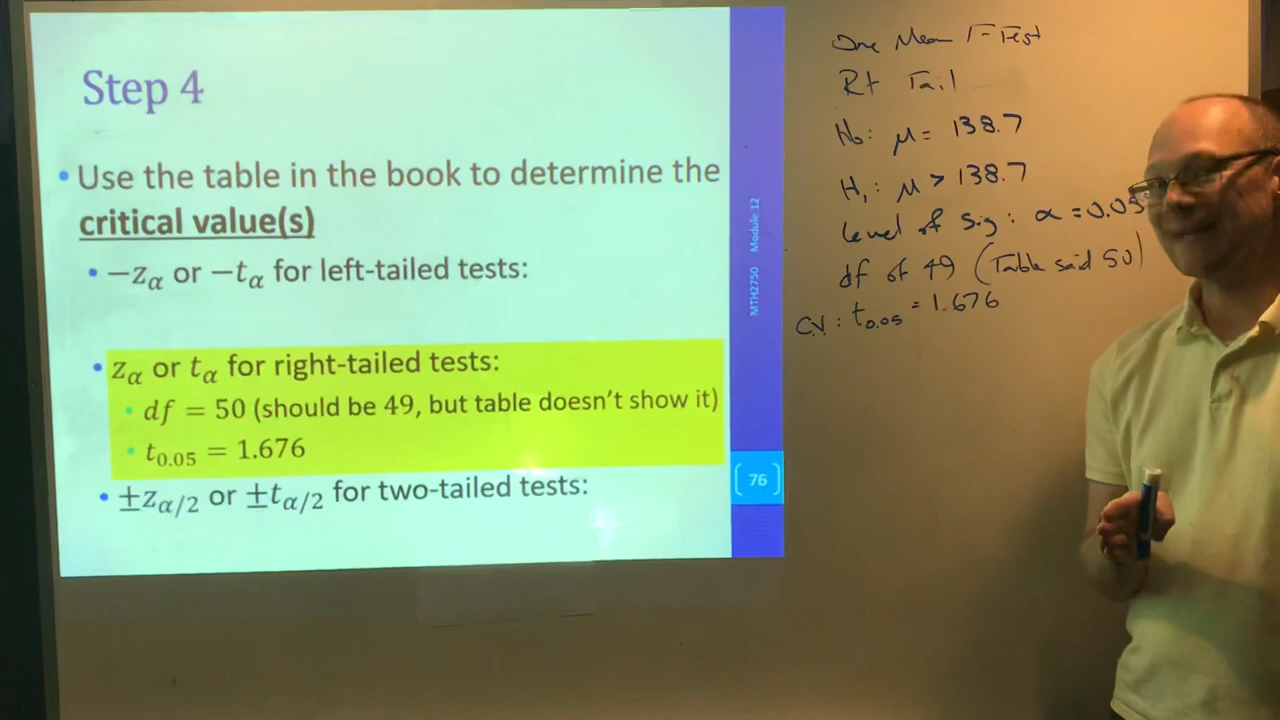 Step 4
• Use the table in the book to determine the
critical value(s)
• −zα or −tα for left-tailed tests:
• zα or tα for right-tailed tests:
• df = 50 (should be 49, but table doesn't show it)
• t0.05 = 1.676
• ±zα/2 or ±tα/2 for two-tailed tests:
MTH2750 Module 12
76
One Mean T-Test
Rt Tail
H0: μ = 138.7
H1: μ > 138.7
level of Sig: α = 0.05
df of 49 (Table said 50)
CV: t0.05 = 1.676